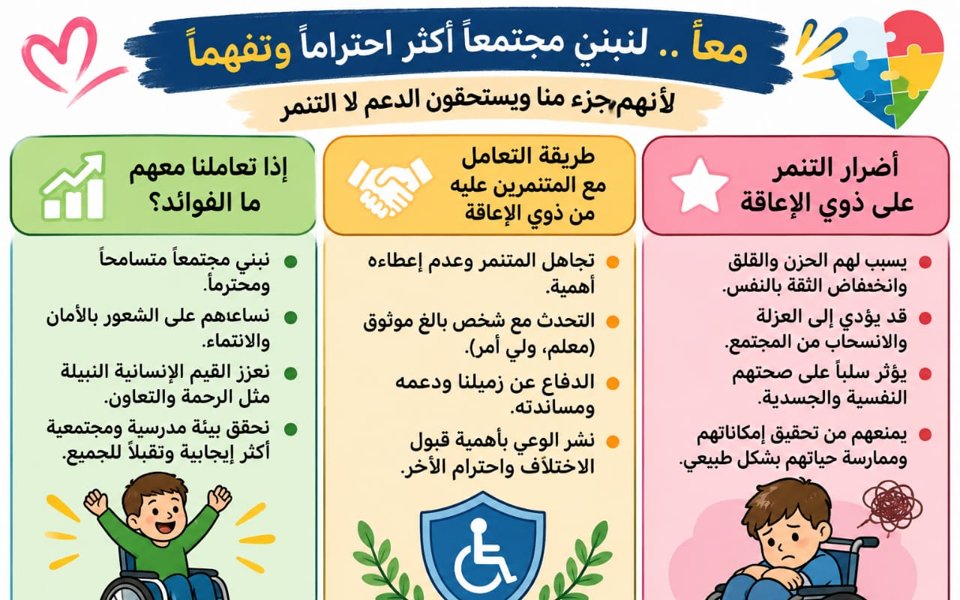 معاً .. لنبني مجتمعاً أكثر احتراماً وتفهماً
لأنهم جزء منا ويستحقون الدعم لا التنمر
أضرار التنمر
على ذوي الإعاقة
يسبب لهم الحزن والقلق
وانخفاض الثقة بالنفس.
قد يؤدي إلى العزلة
والانسحاب من المجتمع.
يؤثر سلباً على صحتهم
النفسية والجسدية.
يمنعهم من تحقيق إمكاناتهم
وممارسة حياتهم بشكل طبيعي.
طريقة التعامل
مع المتنمرين عليه
من ذوي الإعاقة
تجاهل المتنمر وعدم إعطاءه
أهمية.
التحدث مع شخص بالغ موثوق
(معلم، ولي أمر).
الدفاع عن زميلنا ودعمه
ومساندته.
نشر الوعي بأهمية قبول
الاختلاف واحترام الأخر.
إذا تعاملنا معهم
ما الفوائد؟
نبني مجتمعاً متسامحاً
ومحترماً.
نساعدهم على الشعور بالأمان
والانتماء.
نعزز القيم الإنسانية النبيلة
مثل الرحمة والتعاون.
نحقق بيئة مدرسية ومجتمعية
أكثر إيجابية وتقبلاً للجميع.